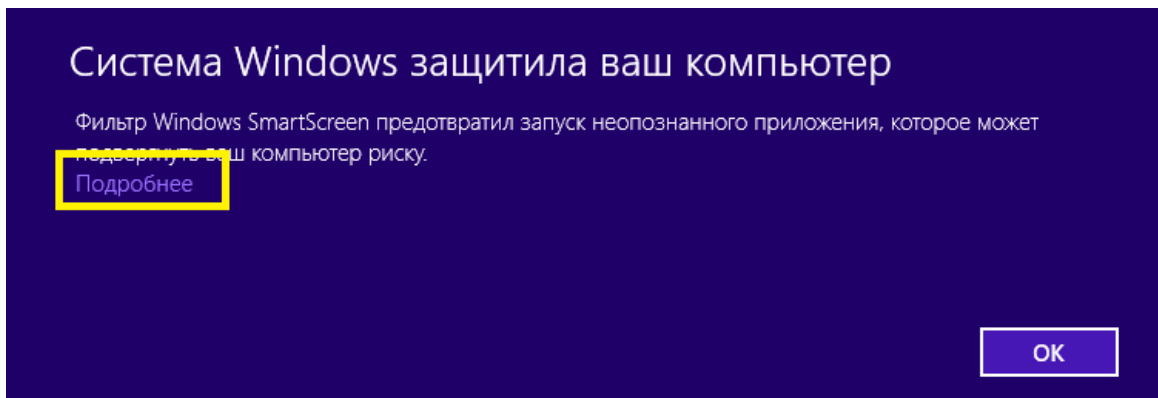 Система Windows защитила ваш компьютер
Фильтр Windows SmartScreen предотвратил запуск неопознанного приложения, которое может
подвергнуть ваш компьютер риску.
Подробнее
ОК